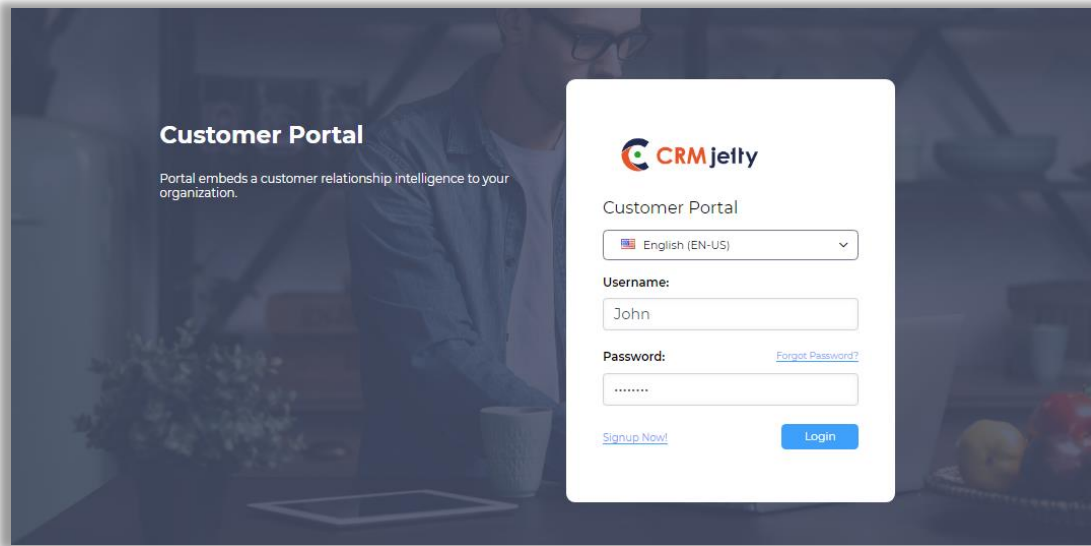 Customer Portal
Portal embeds a customer relationship intelligence to your
organization.
CRMjetty
Customer Portal
English (EN-US)
Username:
John
Password:
Forgot Password?
••••••••
Signup Now!
Login